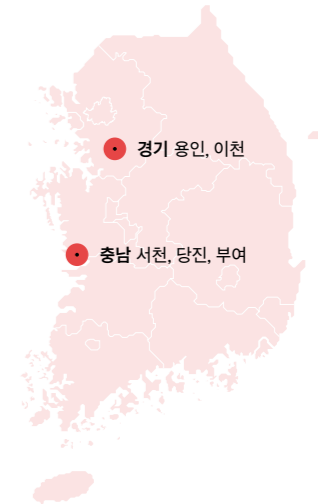 경기 용인, 이천
충남 서천, 당진, 부여